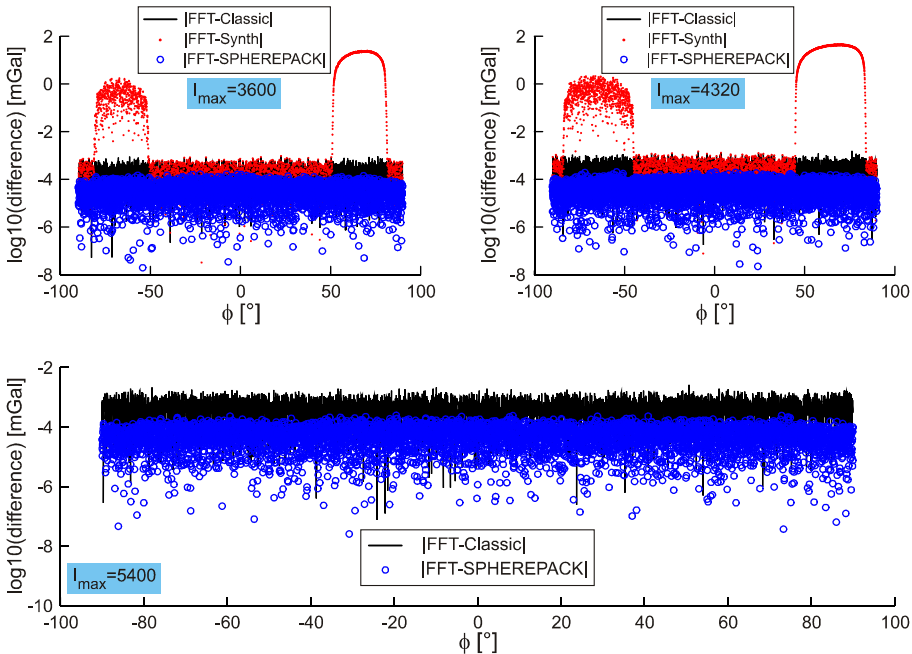 |FFT-Classic|
|FFT-Synth|
|FFT-SPHEREPACK|
l_max=3600
log10(difference) [mGal]
2
0
-2
-4
-6
-8
-100 -50 0 50 100
ϕ [°]
|FFT-Classic|
|FFT-Synth|
|FFT-SPHEREPACK|
l_max=4320
log10(difference) [mGal]
2
0
-2
-4
-6
-8
-100 -50 0 50 100
ϕ [°]
log10(difference) [mGal]
-2
-4
-6
-8
-10
|FFT-Classic|
|FFT-SPHEREPACK|
l_max=5400
-100 -80 -60 -40 -20 0 20 40 60 80 100
ϕ [°]